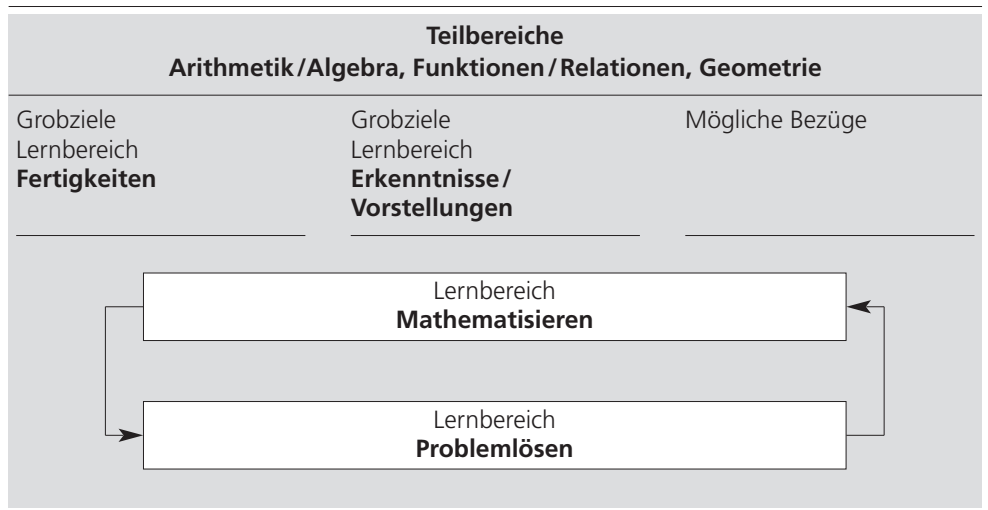 Teilbereiche
Arithmetik/Algebra, Funktionen/Relationen, Geometrie
Grobziele
Lernbereich
Fertigkeiten
Grobziele
Lernbereich
Erkenntnisse/
Vorstellungen
Mögliche Bezüge
Lernbereich
Mathematisieren
Lernbereich
Problemlösen